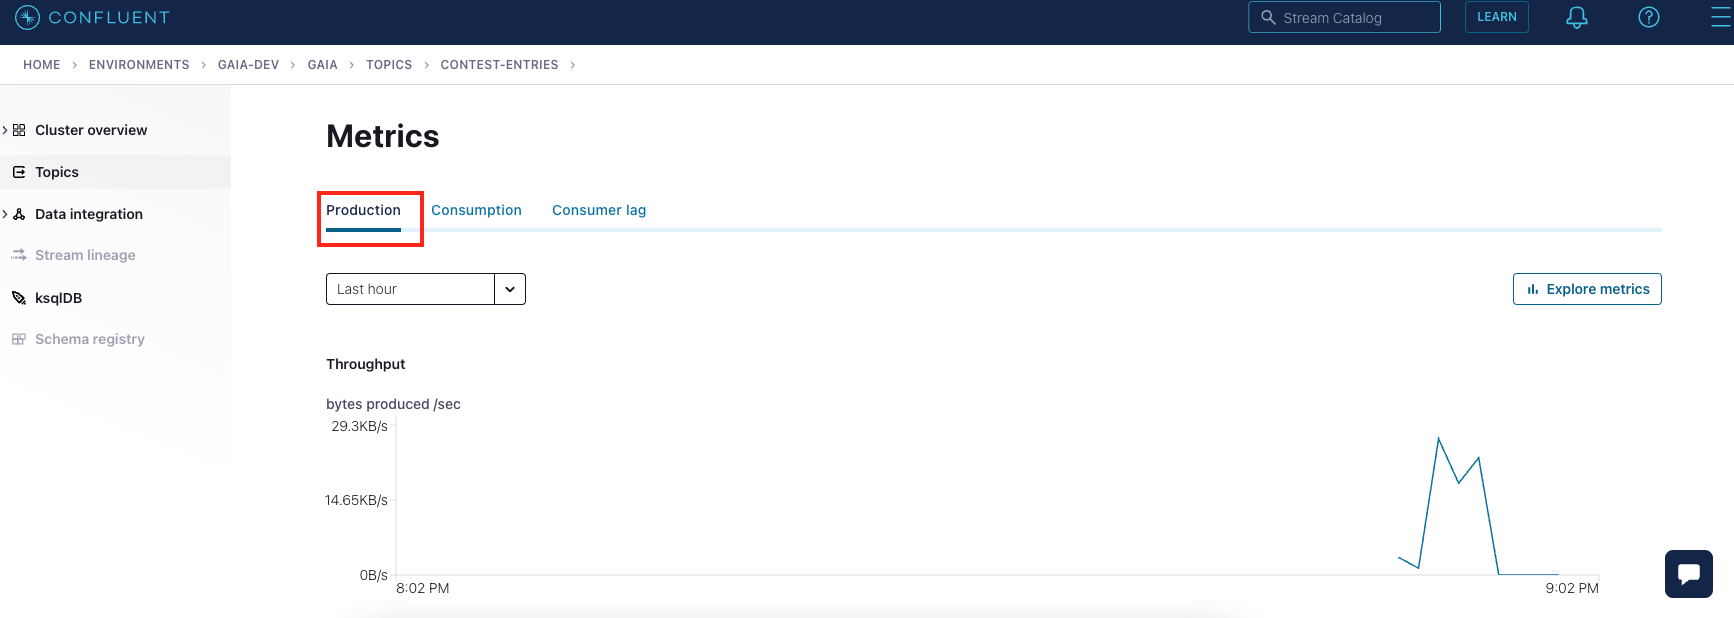 CONFLUENT
Stream Catalog
LEARN
HOME > ENVIRONMENTS > GAIA-DEV > GAIA > TOPICS > CONTEST-ENTRIES >
Cluster overview
Topics
Data integration
Stream lineage
ksqlDB
Schema registry
Metrics
Production Consumption Consumer lag
Last hour
Explore metrics
Throughput
bytes produced /sec
29.3KB/s
14.65KB/s
0B/s
8:02 PM 9:02 PM